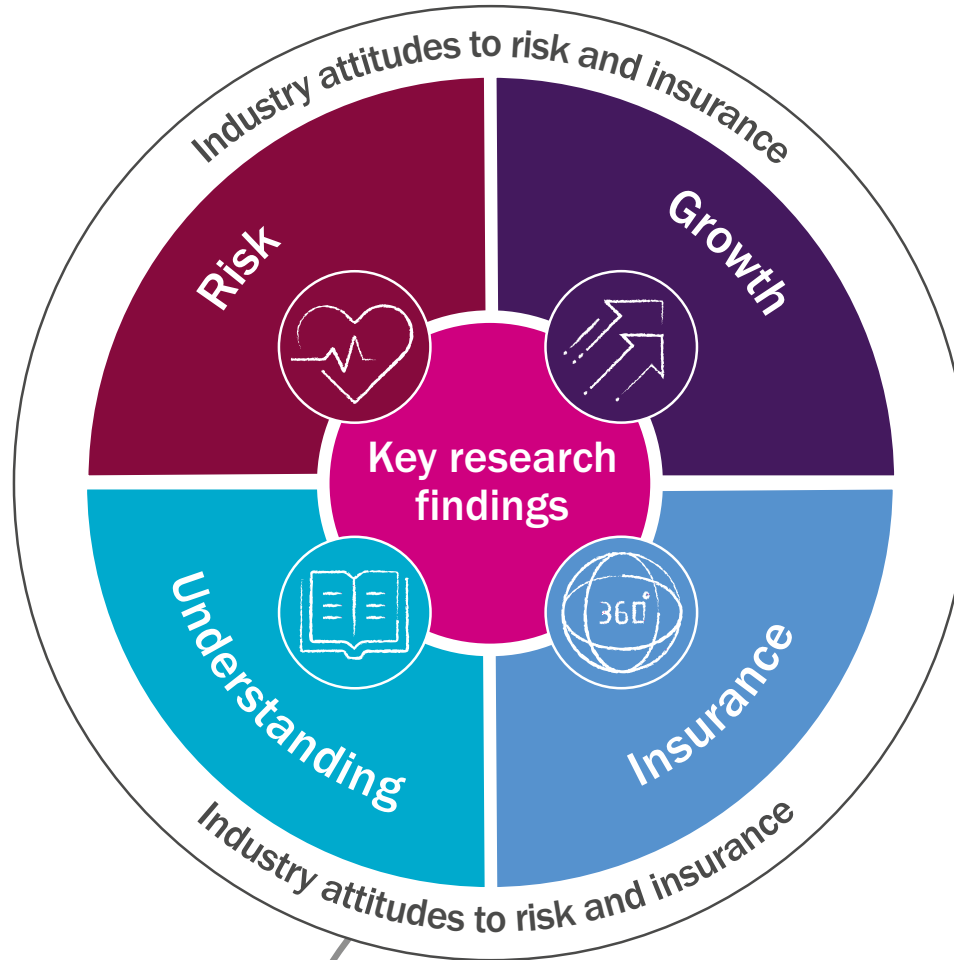 Industry attitudes to risk and insurance
Risk
Growth
Key research
findings
360°
Understanding
Insurance
Industry attitudes to risk and insurance